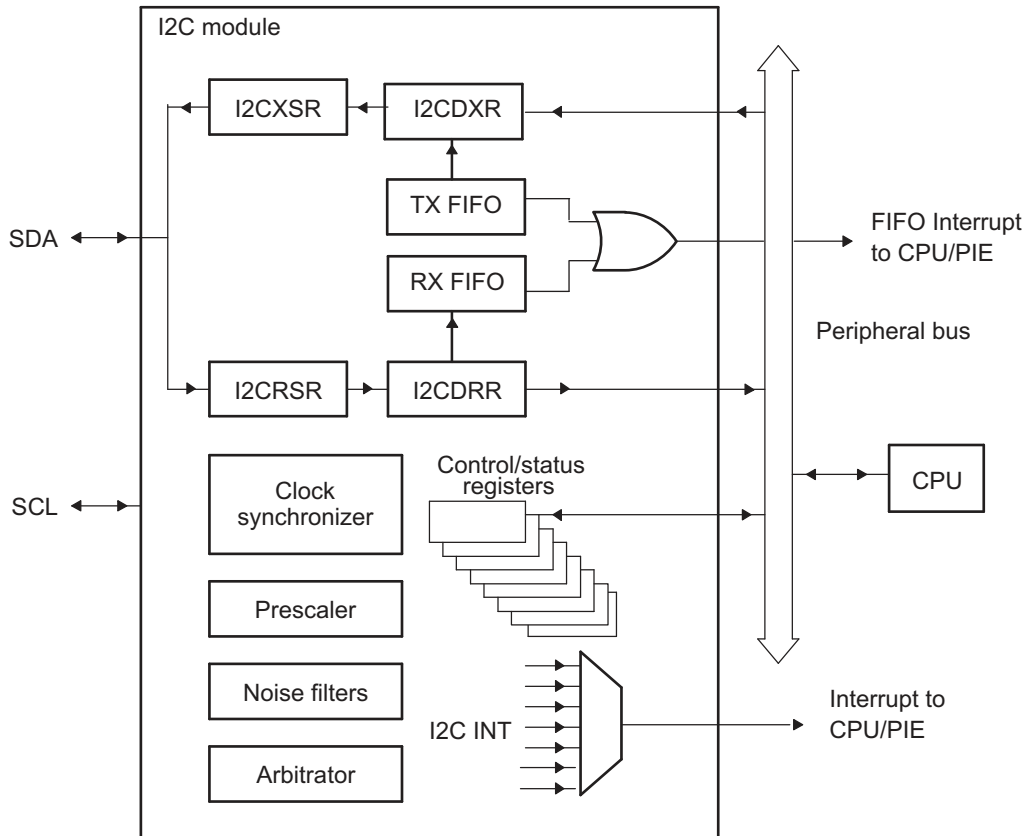 I2C module
I2CXSR
I2CDXR
TX FIFO
SDA
FIFO Interrupt
to CPU/PIE
RX FIFO
Peripheral bus
I2CRSR
I2CDRR
Control/status
registers
CPU
SCL
Clock
synchronizer
Prescaler
Noise filters
I2C INT
Interrupt to
CPU/PIE
Arbitrator